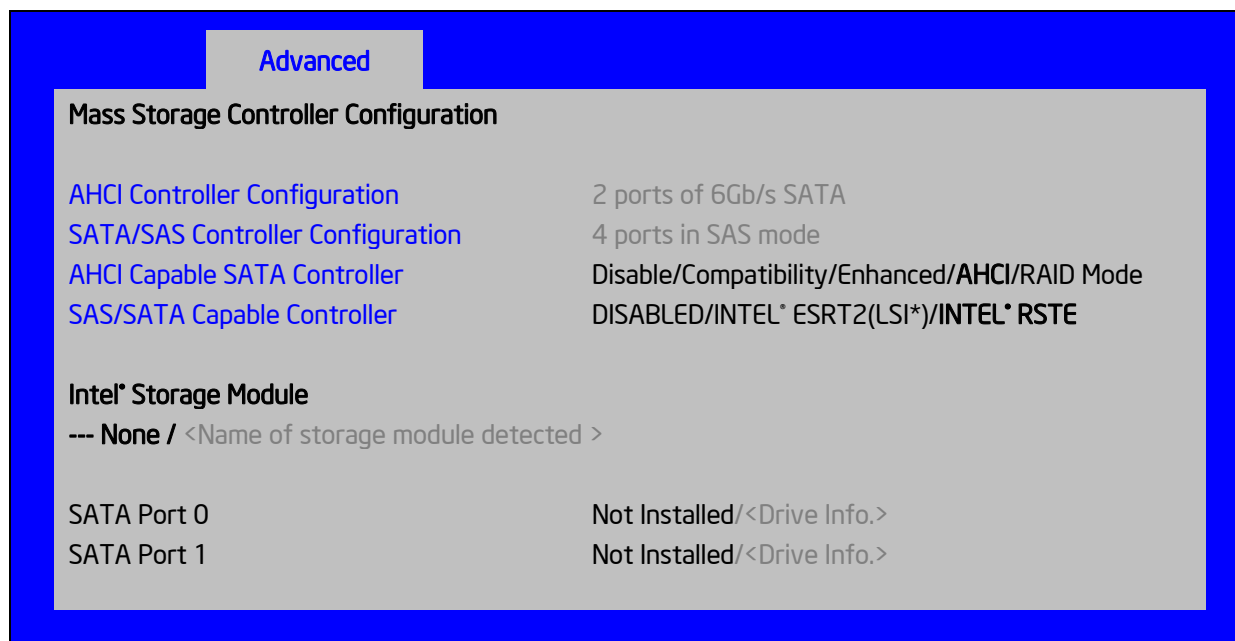 Advanced
Mass Storage Controller Configuration
AHCI Controller Configuration 2 ports of 6Gb/s SATA
SATA/SAS Controller Configuration 4 ports in SAS mode
AHCI Capable SATA Controller Disable/Compatibility/Enhanced/AHCI/RAID Mode
SAS/SATA Capable Controller DISABLED/INTEL® ESRT2(LSI*)/INTEL® RSTE
Intel® Storage Module
--- None / <Name of storage module detected >
SATA Port 0 Not Installed/<Drive Info.>
SATA Port 1 Not Installed/<Drive Info.>